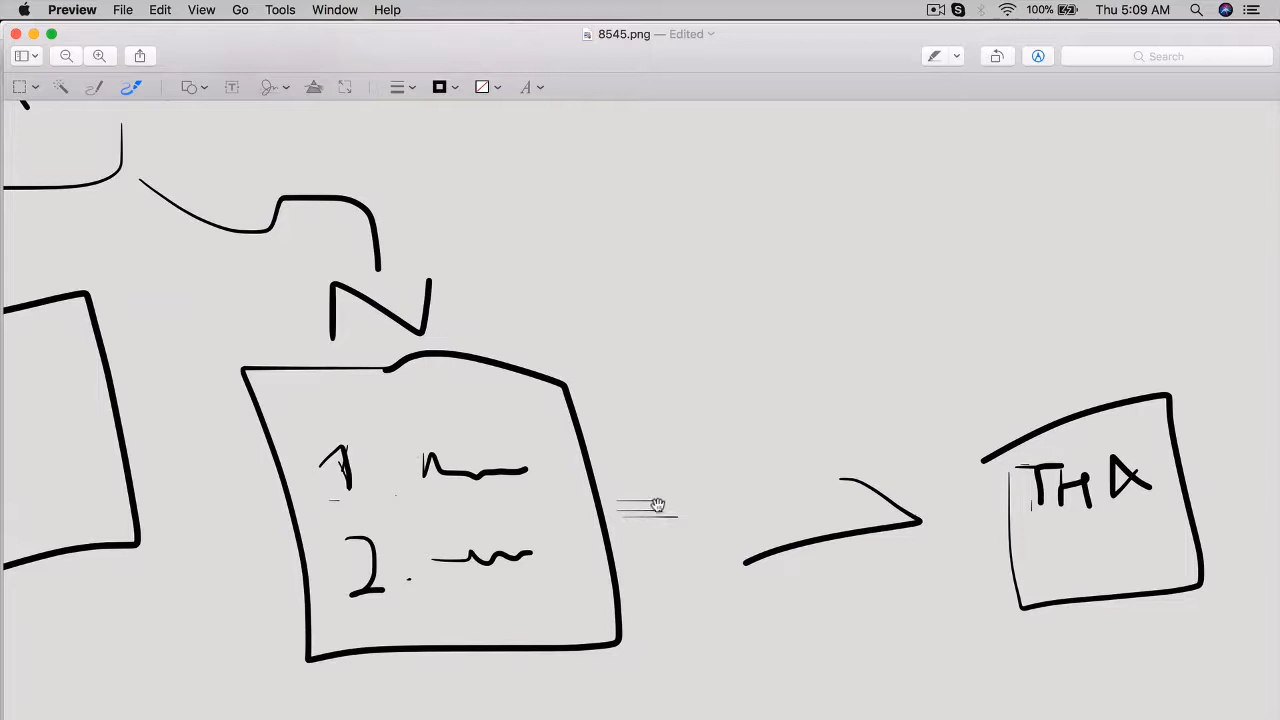 Preview File Edit View Go Tools Window Help 100% Thu 5:09 AM
8545.png — Edited
Search
A
N
1
2.